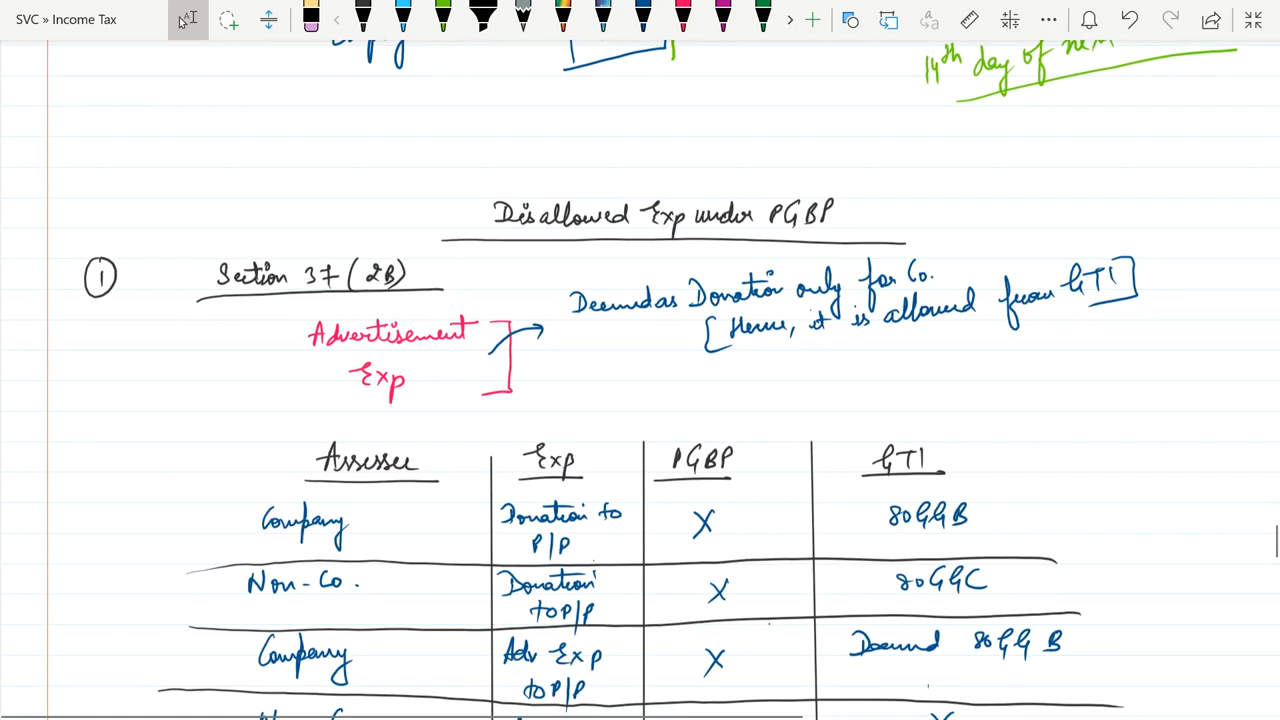 SVC » Income Tax
14th day of
Disallowed Exp under PGBP
① Section 37(2B)
Deemed as Donation only for Co.
[Hence, it is allowed from GTI]
Advertisement
Exp
Assessee Exp PGBP GTI
Company Donation to P/P X 80GGB
Non-Co. Donation to P/P X 80GGC
Company Adv Exp to P/P X Deemed 80GGB